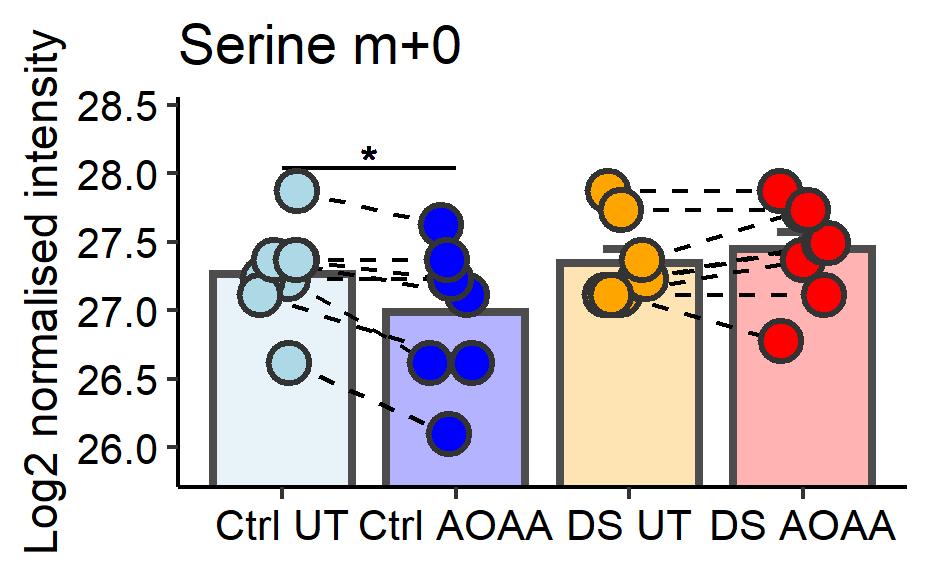 Serine m+0
Log2 normalised intensity
28.5
28.0
27.5
27.0
26.5
26.0
*
Ctrl UT Ctrl AOAA DS UT DS AOAA